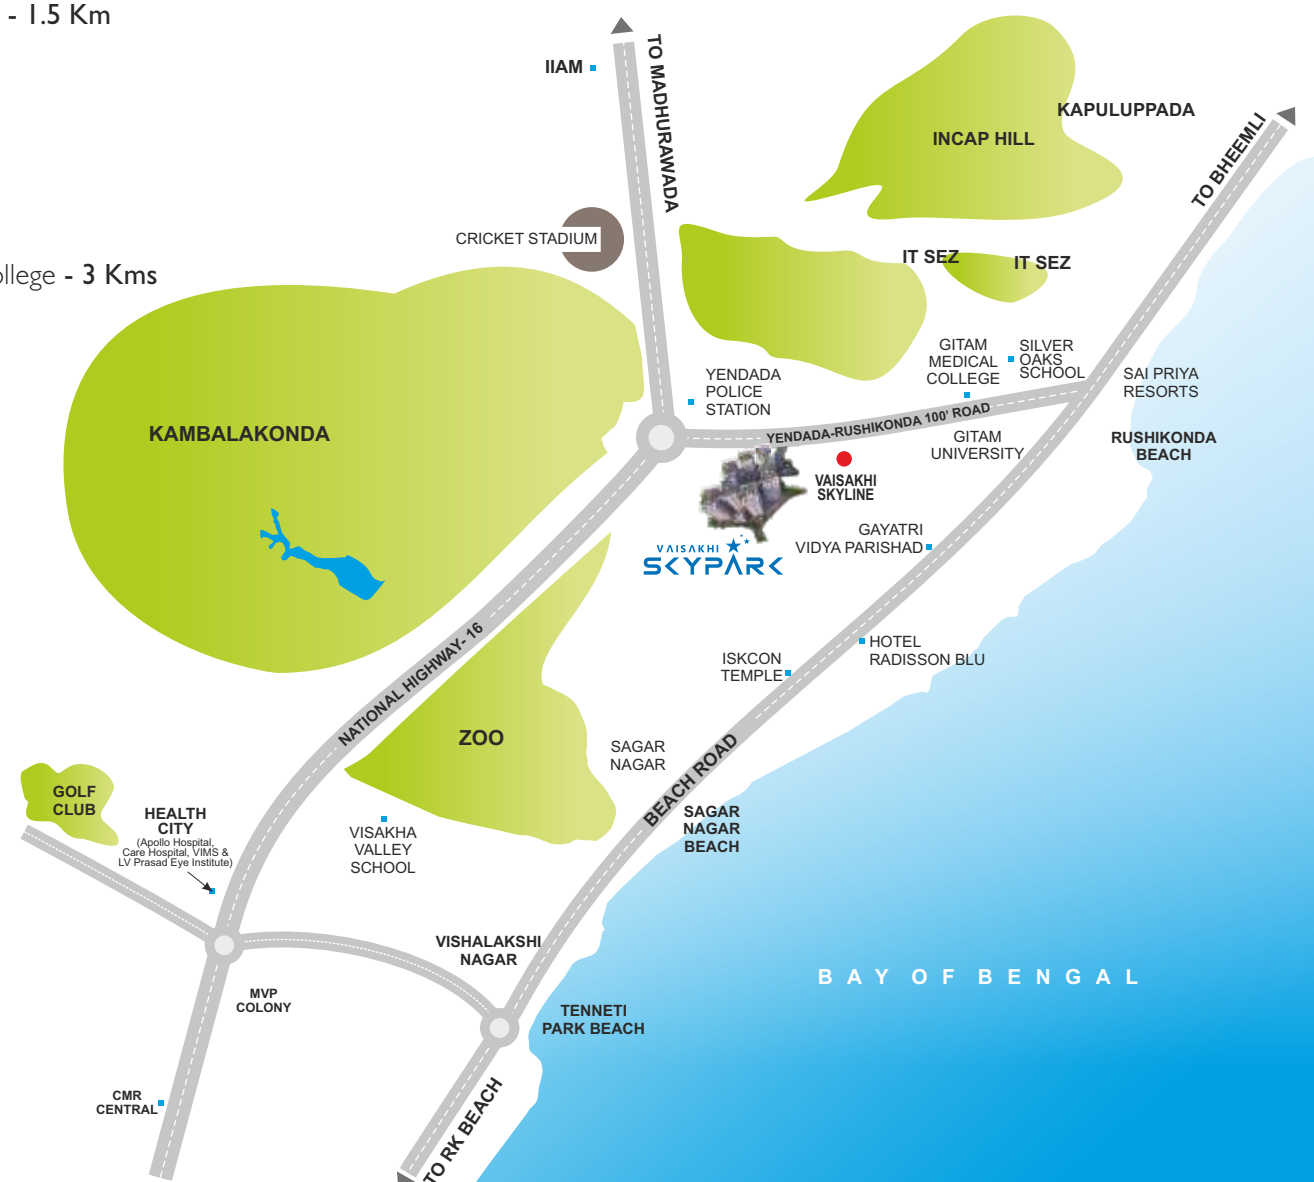 - 1.5 Km
IIAM
TO MADHURAWADA
KAPULUPPADA
INCAP HILL
TO BHEEMLI
CRICKET STADIUM
IT SEZ
IT SEZ
ollege - 3 Kms
GITAM
MEDICAL
COLLEGE
SILVER
OAKS
SCHOOL
YENDADA
POLICE
STATION
SAI PRIYA
RESORTS
YENDADA-RUSHIKONDA 100' ROAD
KAMBALAKONDA
GITAM
UNIVERSITY
RUSHIKONDA
BEACH
VAISAKHI
SKYLINE
GAYATRI
VIDYA PARISHAD
VAISAKHI
SKYPARK
NATIONAL HIGHWAY- 16
HOTEL
RADISSON BLU
ISKCON
TEMPLE
ZOO
SAGAR
NAGAR
BEACH ROAD
GOLF
CLUB
HEALTH
CITY
(Apollo Hospital,
Care Hospital, VIMS &
LV Prasad Eye Institute)
VISAKHA
VALLEY
SCHOOL
SAGAR
NAGAR
BEACH
VISHALAKSHI
NAGAR
BAY OF BENGAL
MVP
COLONY
TENNETI
PARK BEACH
CMR
CENTRAL
TO RK BEACH